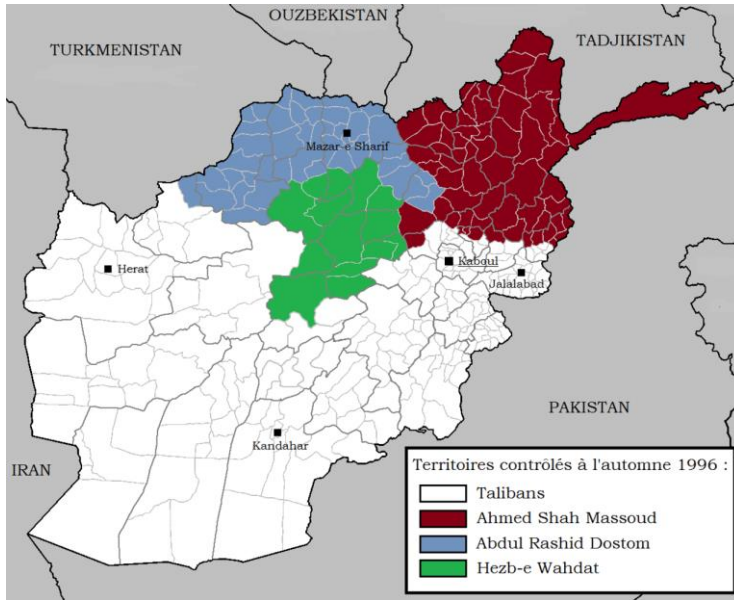 OUZBEKISTAN
TURKMENISTAN
TADJIKISTAN
Mazar-e Sharif
Herat
Kaboul
Jalalabad
PAKISTAN
Kandahar
IRAN
Territoires contrôlés à l'automne 1996 :
Talibans
Ahmed Shah Massoud
Abdul Rashid Dostom
Hezb-e Wahdat